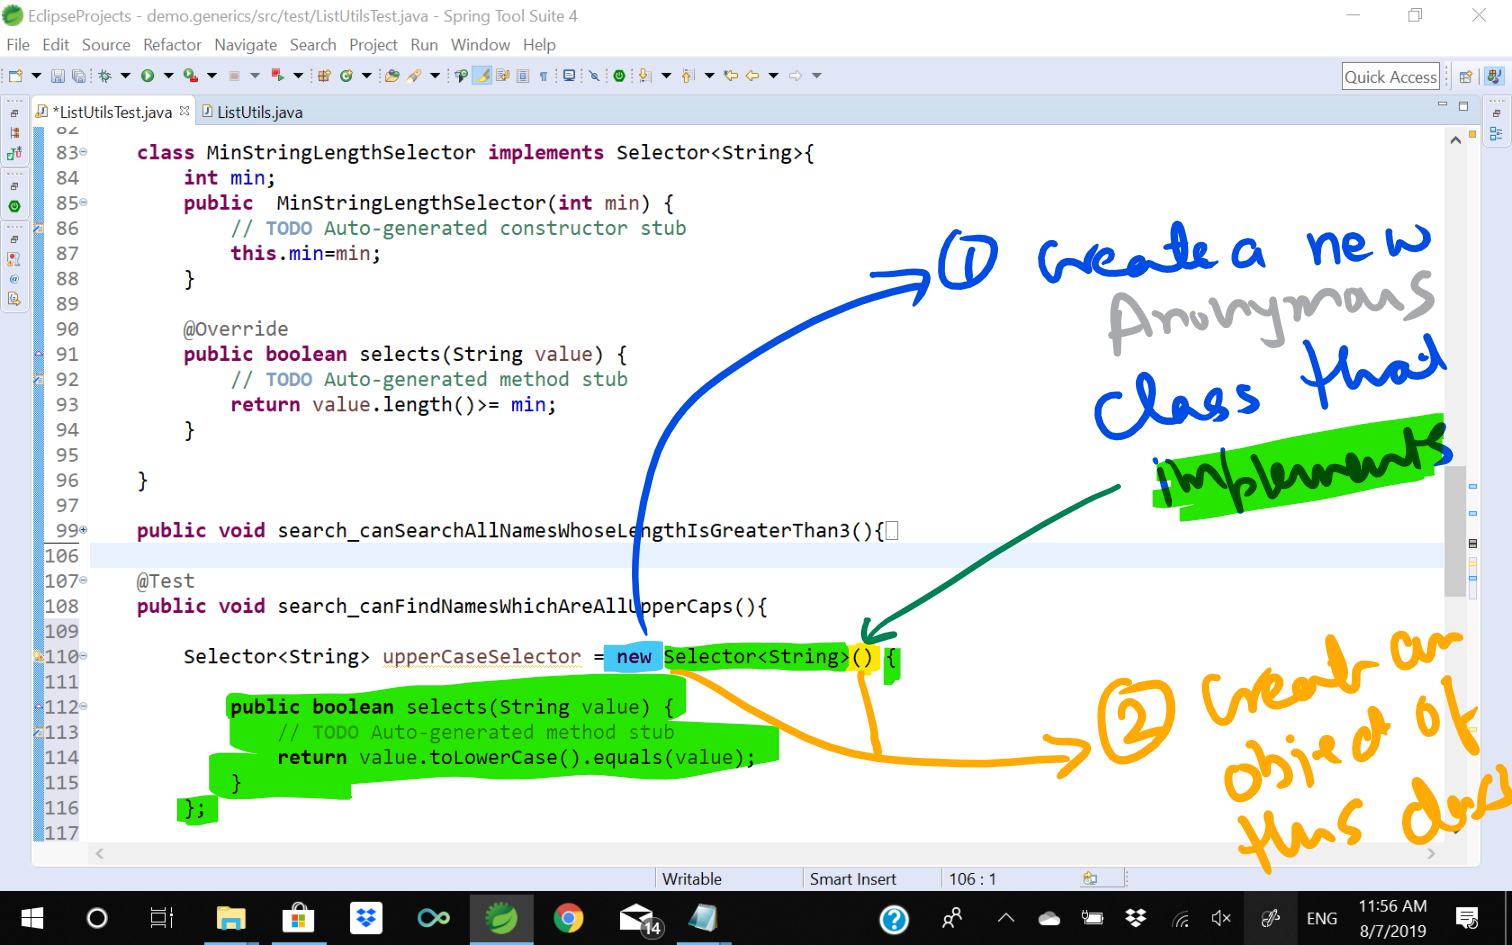 EclipseProjects - demo.generics/src/test/ListUtilsTest.java - Spring Tool Suite 4
File Edit Source Refactor Navigate Search Project Run Window Help
Quick Access
*ListUtilsTest.java ListUtils.java
82
83 class MinStringLengthSelector implements Selector<String>{
84 int min;
85 public MinStringLengthSelector(int min) {
86 // TODO Auto-generated constructor stub
87 this.min=min;
88 }
89
90 @Override
91 public boolean selects(String value) {
92 // TODO Auto-generated method stub
93 return value.length()>= min;
94 }
95
96 }
97
99 public void search_canSearchAllNamesWhoseLengthIsGreaterThan3(){
106
107 @Test
108 public void search_canFindNamesWhichAreAllUpperCaps(){
109
110 Selector<String> upperCaseSelector = new Selector<String>() {
111
112 public boolean selects(String value) {
113 // TODO Auto-generated method stub
114 return value.toLowerCase().equals(value);
115 }
116 };
117
① create a new
Anonymous
class that
implements
② create an
object of
this class
Writable Smart Insert 106 : 1
14 ENG 11:56 AM
8/7/2019